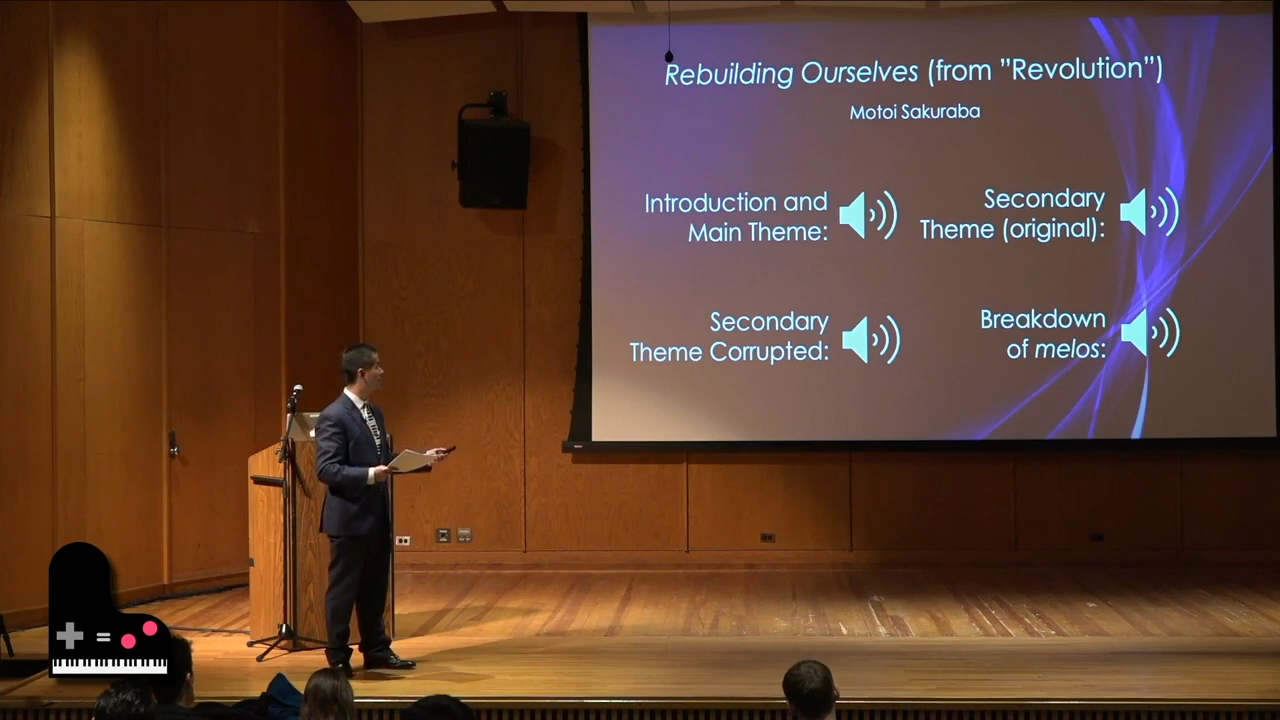 Rebuilding Ourselves (from ”Revolution”)
Motoi Sakuraba
Introduction and
Main Theme:
Secondary
Theme (original):
Secondary
Theme Corrupted:
Breakdown
of melos: